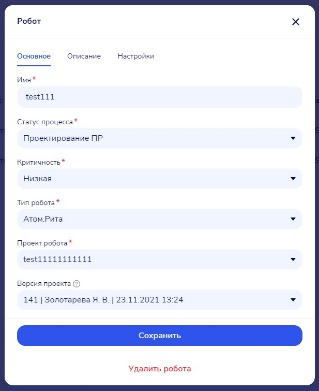 Робот
Основное Описание Настройки
Имя *
test111
Статус процесса *
Проектирование ПР
Критичность *
Низкая
Тип робота *
Атом.Рита
Проект робота *
test11111111111
Версия проекта ?
141 | Золотарева Я. В. | 23.11.2021 13:24
Сохранить
Удалить робота